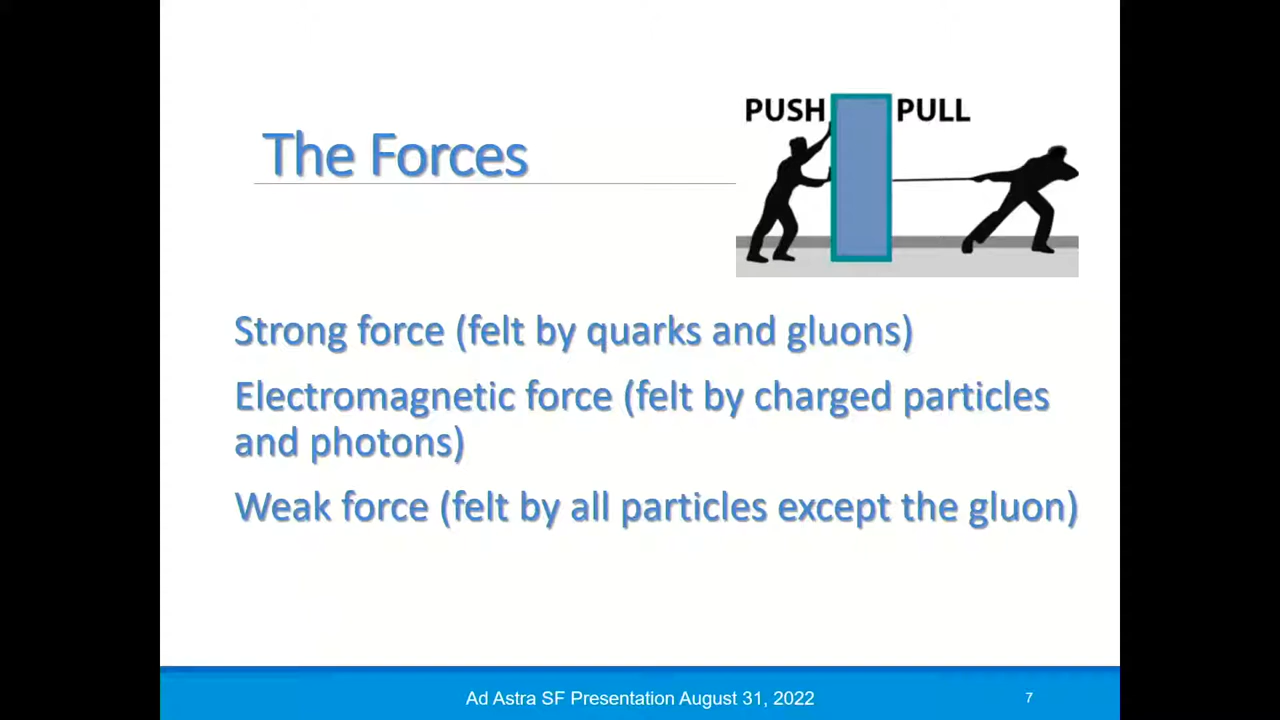 PUSH PULL
The Forces
Strong force (felt by quarks and gluons)
Electromagnetic force (felt by charged particles
and photons)
Weak force (felt by all particles except the gluon)
Ad Astra SF Presentation August 31, 2022
7